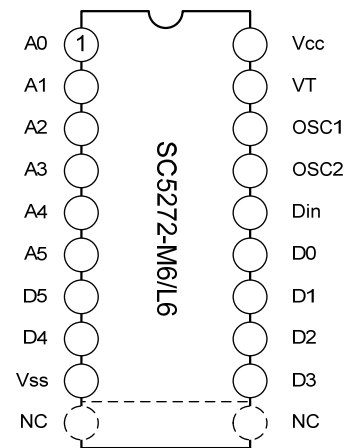 A0 1 Vcc
A1 VT
A2 OSC1
A3 OSC2
A4 Din
A5 D0
D5 D1
D4 D2
Vss D3
NC NC
SC5272-M6/L6